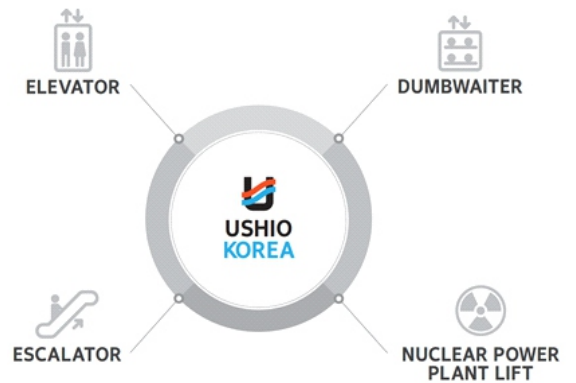 ELEVATOR
DUMBWAITER
USHIO
KOREA
ESCALATOR
NUCLEAR POWER
PLANT LIFT